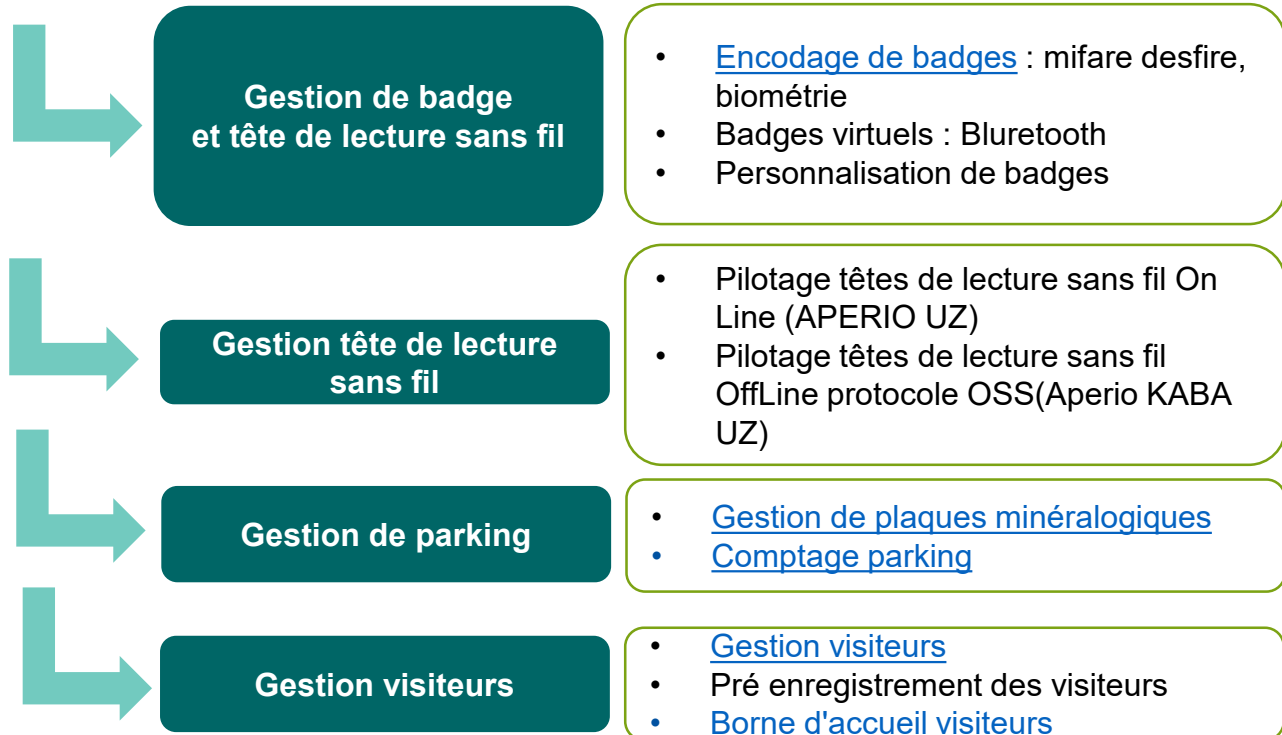 Gestion de badge
et tête de lecture sans fil
• Encodage de badges : mifare desfire,
biométrie
• Badges virtuels : Bluretooth
• Personnalisation de badges
Gestion tête de lecture
sans fil
• Pilotage têtes de lecture sans fil On
Line (APERIO UZ)
• Pilotage têtes de lecture sans fil
OffLine protocole OSS(Aperio KABA
UZ)
Gestion de parking
• Gestion de plaques minéralogiques
• Comptage parking
Gestion visiteurs
• Gestion visiteurs
• Pré enregistrement des visiteurs
• Borne d'accueil visiteurs